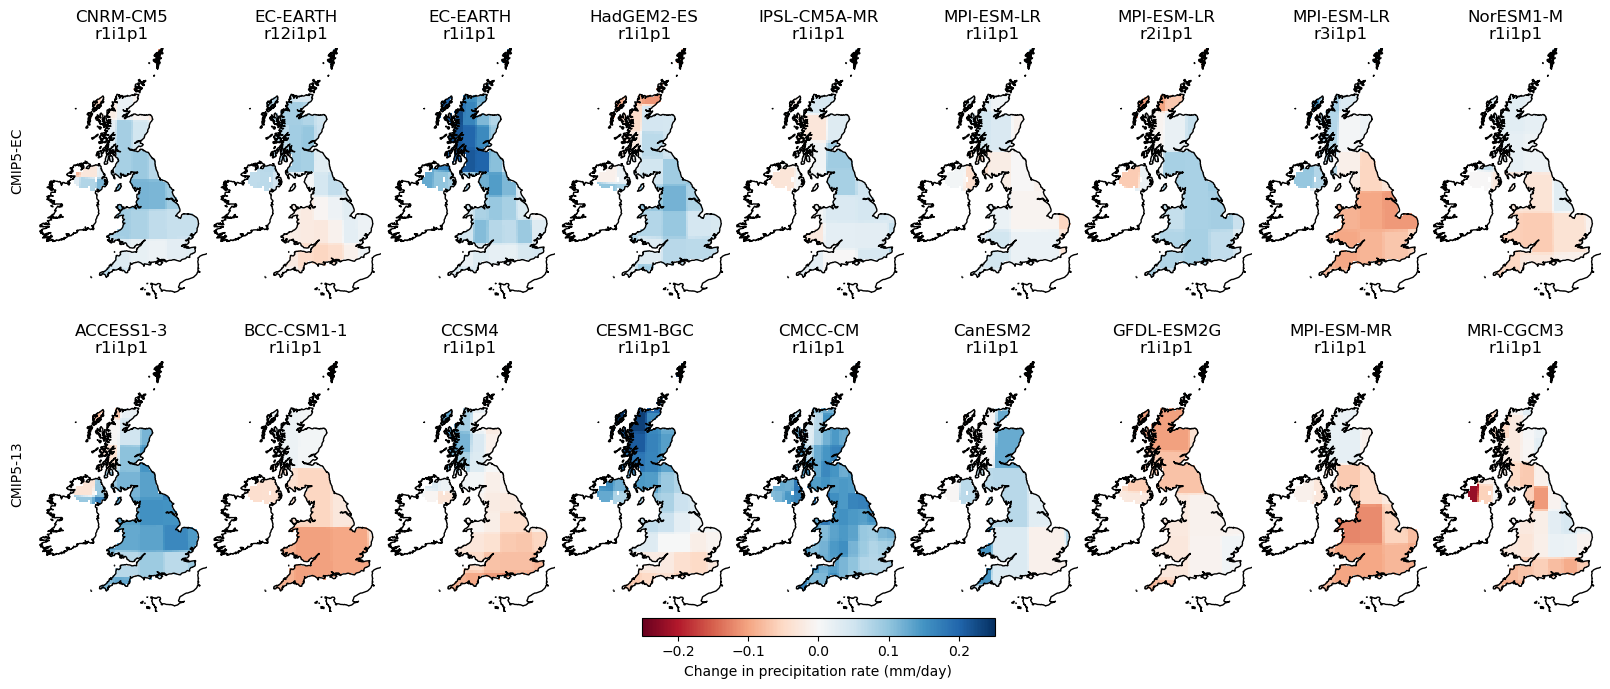 CNRM-CM5
r1i1p1
EC-EARTH
r12i1p1
EC-EARTH
r1i1p1
HadGEM2-ES
r1i1p1
IPSL-CM5A-MR
r1i1p1
MPI-ESM-LR
r1i1p1
MPI-ESM-LR
r2i1p1
MPI-ESM-LR
r3i1p1
NorESM1-M
r1i1p1
CMIP5-EC
ACCESS1-3
r1i1p1
BCC-CSM1-1
r1i1p1
CCSM4
r1i1p1
CESM1-BGC
r1i1p1
CMCC-CM
r1i1p1
CanESM2
r1i1p1
GFDL-ESM2G
r1i1p1
MPI-ESM-MR
r1i1p1
MRI-CGCM3
r1i1p1
CMIP5-13
−0.2 −0.1 0.0 0.1 0.2
Change in precipitation rate (mm/day)